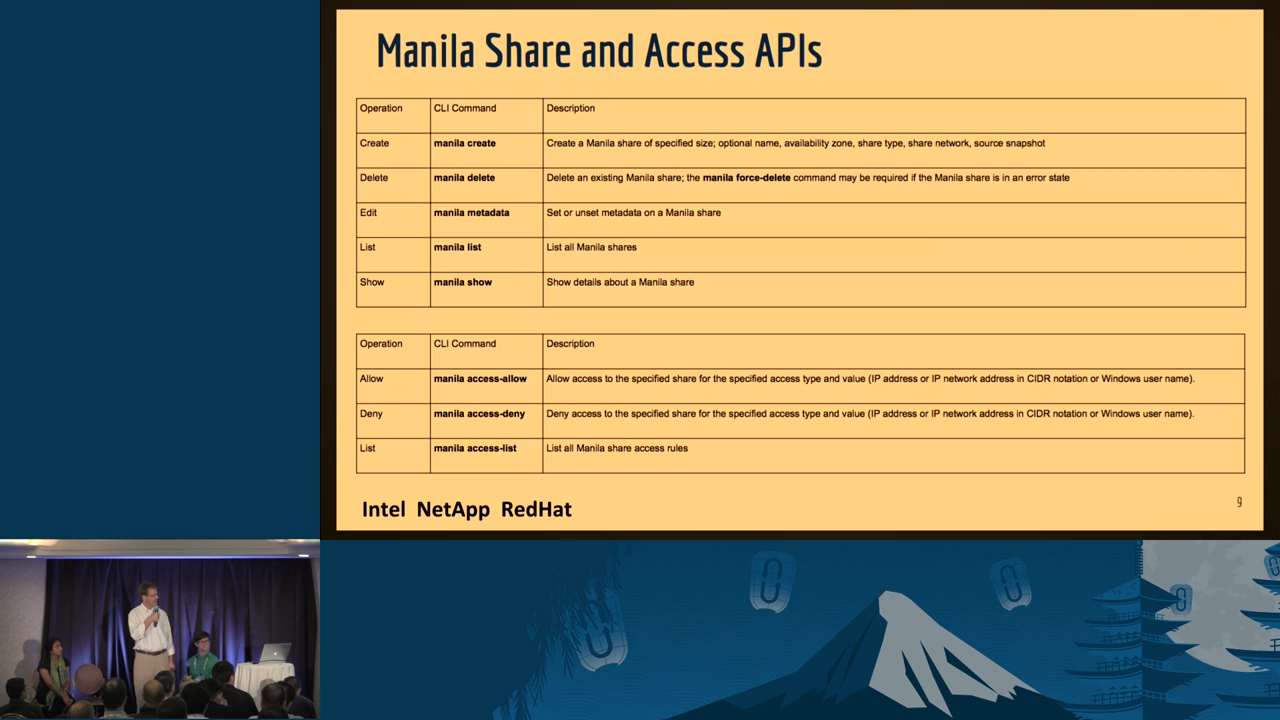 Manila Share and Access APIs
Operation CLI Command Description
Create manila create Create a Manila share of specified size; optional name, availability zone, share type, share network, source snapshot
Delete manila delete Delete an existing Manila share; the manila force-delete command may be required if the Manila share is in an error state
Edit manila metadata Set or unset metadata on a Manila share
List manila list List all Manila shares
Show manila show Show details about a Manila share
Operation CLI Command Description
Allow manila access-allow Allow access to the specified share for the specified access type and value (IP address or IP network address in CIDR notation or Windows user name).
Deny manila access-deny Deny access to the specified share for the specified access type and value (IP address or IP network address in CIDR notation or Windows user name).
List manila access-list List all Manila share access rules
Intel NetApp RedHat
9